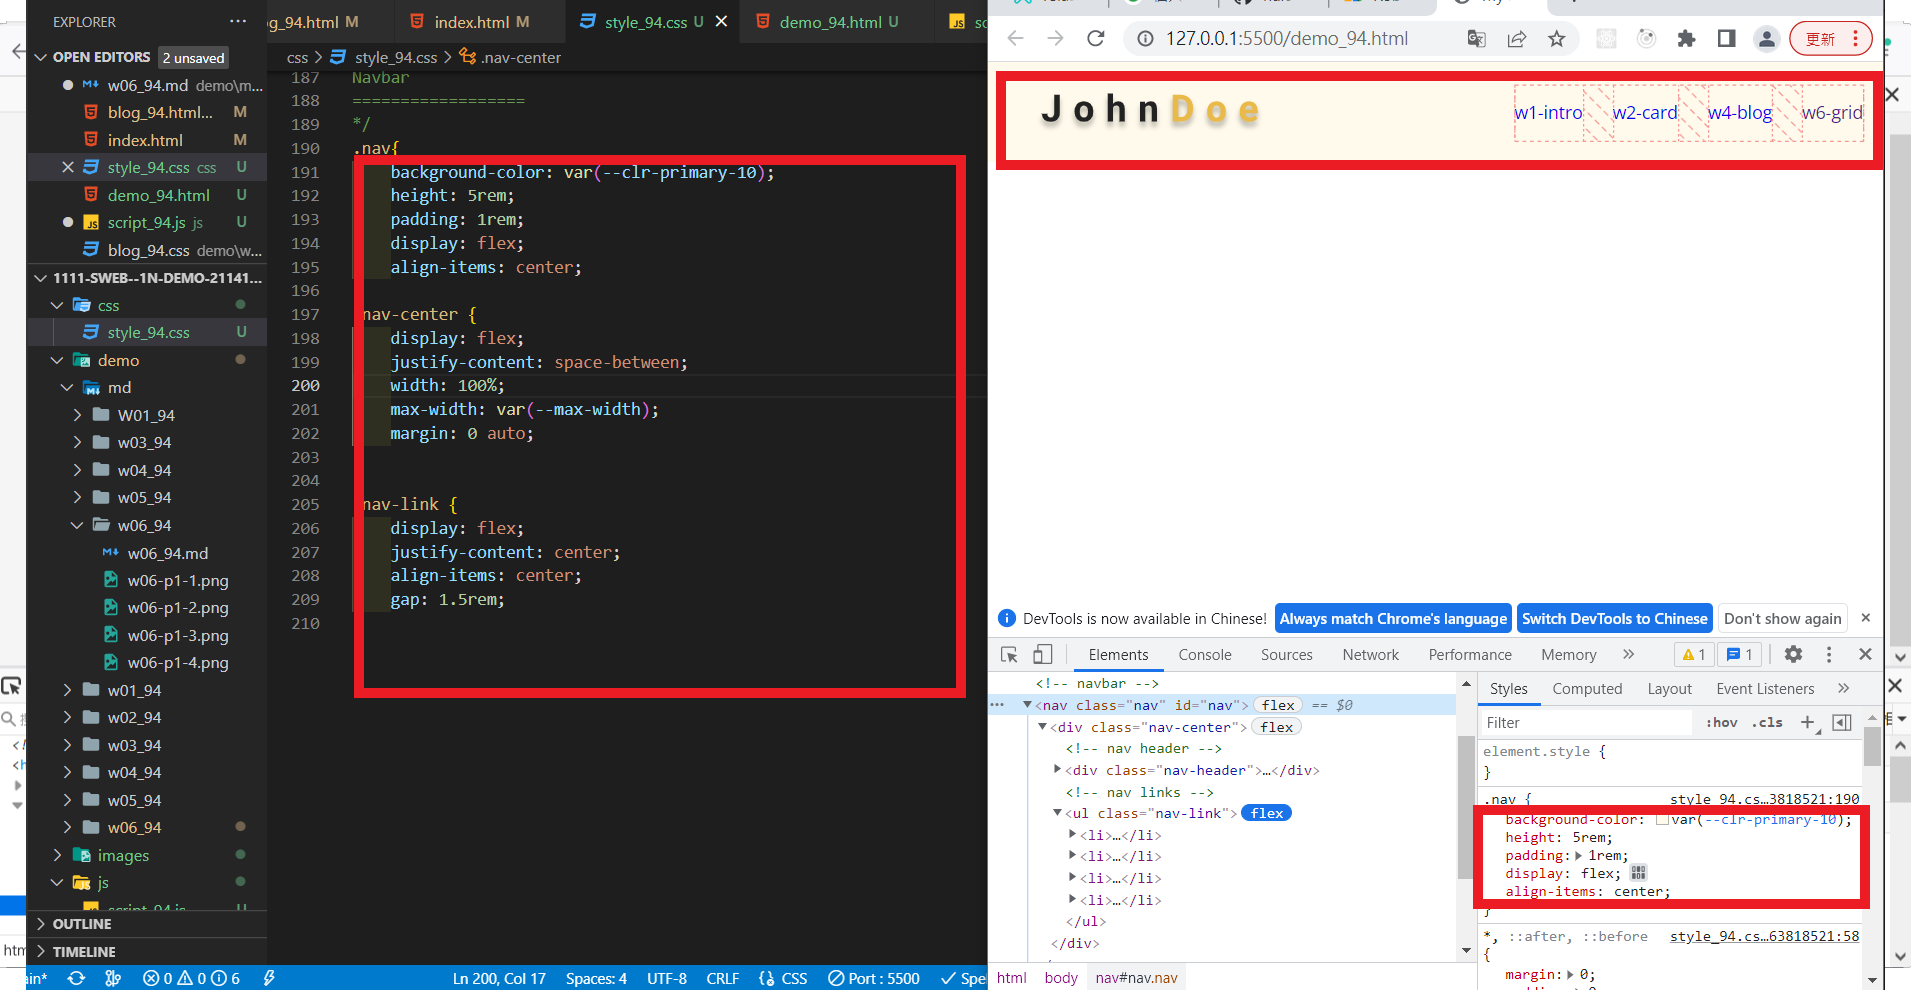 EXPLORER
OPEN EDITORS 2 unsaved
w06_94.md demo\m...
blog_94.html... M
index.html M
style_94.css css U
demo_94.html U
script_94.js js U
blog_94.css demo\w...
1111-SWEB--1N-DEMO-21141...
css
style_94.css U
demo
md
W01_94
w03_94
w04_94
w05_94
w06_94
w06_94.md
w06-p1-1.png
w06-p1-2.png
w06-p1-3.png
w06-p1-4.png
w01_94
w02_94
w03_94
w04_94
w05_94
w06_94
images
js
script_94.js U
OUTLINE
TIMELINE
og_94.html M index.html M style_94.css U demo_94.html U
css > style_94.css > .nav-center
187 Navbar
188 ==================
189 */
190 .nav{
191 background-color: var(--clr-primary-10);
192 height: 5rem;
193 padding: 1rem;
194 display: flex;
195 align-items: center;
196
197 nav-center {
198 display: flex;
199 justify-content: space-between;
200 width: 100%;
201 max-width: var(--max-width);
202 margin: 0 auto;
203
204
205 nav-link {
206 display: flex;
207 justify-content: center;
208 align-items: center;
209 gap: 1.5rem;
210
ain* 0 0 6 Ln 200, Col 17 Spaces: 4 UTF-8 CRLF CSS Port : 5500 Spe
127.0.0.1:5500/demo_94.html 更新
JohnDoe w1-intro w2-card w4-blog w6-grid
DevTools is now available in Chinese! Always match Chrome's language Switch DevTools to Chinese Don't show again
Elements Console Sources Network Performance Memory 1 1
<!-- navbar -->
<nav class="nav" id="nav"> flex == $0
<div class="nav-center"> flex
<!-- nav header -->
<div class="nav-header">…</div>
<!-- nav links -->
<ul class="nav-link"> flex
<li>…</li>
<li>…</li>
<li>…</li>
<li>…</li>
</ul>
</div>
html body nav#nav.nav
Styles Computed Layout Event Listeners
Filter :hov .cls
element.style {
}
.nav { style_94.cs…3818521:190
background-color: var(--clr-primary-10);
height: 5rem;
padding: 1rem;
display: flex;
align-items: center;
}
*, ::after, ::before style_94.cs…63818521:58
{
margin: 0;